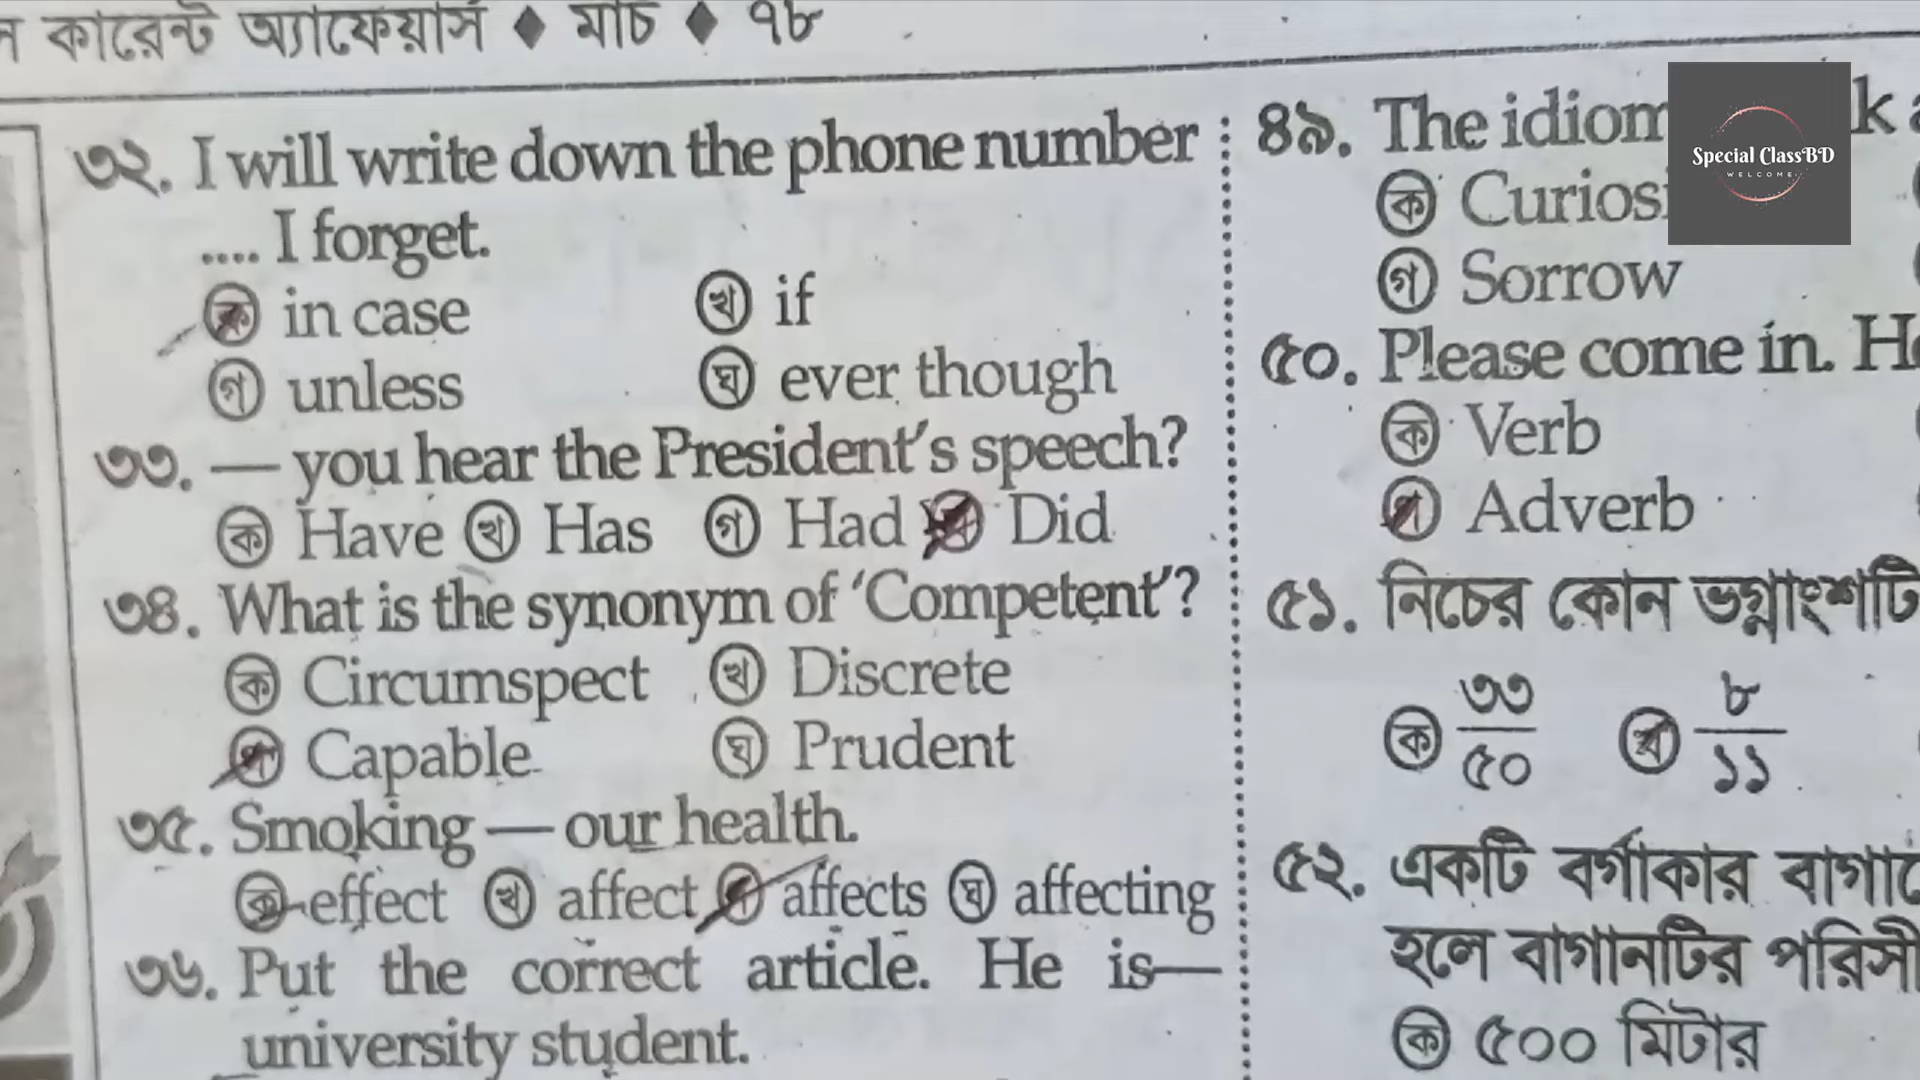 ন কারেন্ট অ্যাফেয়ার্স ♦ মার্চ ♦ ৭৮
৩২. I will write down the phone number
.... I forget.
ক in case খ if
গ unless ঘ ever though
৩৩. — you hear the President's speech?
ক Have খ Has গ Had ঘ Did
৩৪. What is the synonym of 'Competent'?
ক Circumspect খ Discrete
গ Capable ঘ Prudent
৩৫. Smoking — our health.
ক effect খ affect গ affects ঘ affecting
৩৬. Put the correct article. He is—
university student.
৪৯. The idiom
ক
গ Sorrow
৫০. Please come in. He
ক Verb
গ Adverb
৫১. নিচের কোন ভগ্নাংশটি
ক ৩৩/৫০ খ ৮/১১
৫২. একটি বর্গাকার
হলে বাগানটির
ক ৫০০ মিটার
Special ClassBD
WELCOME